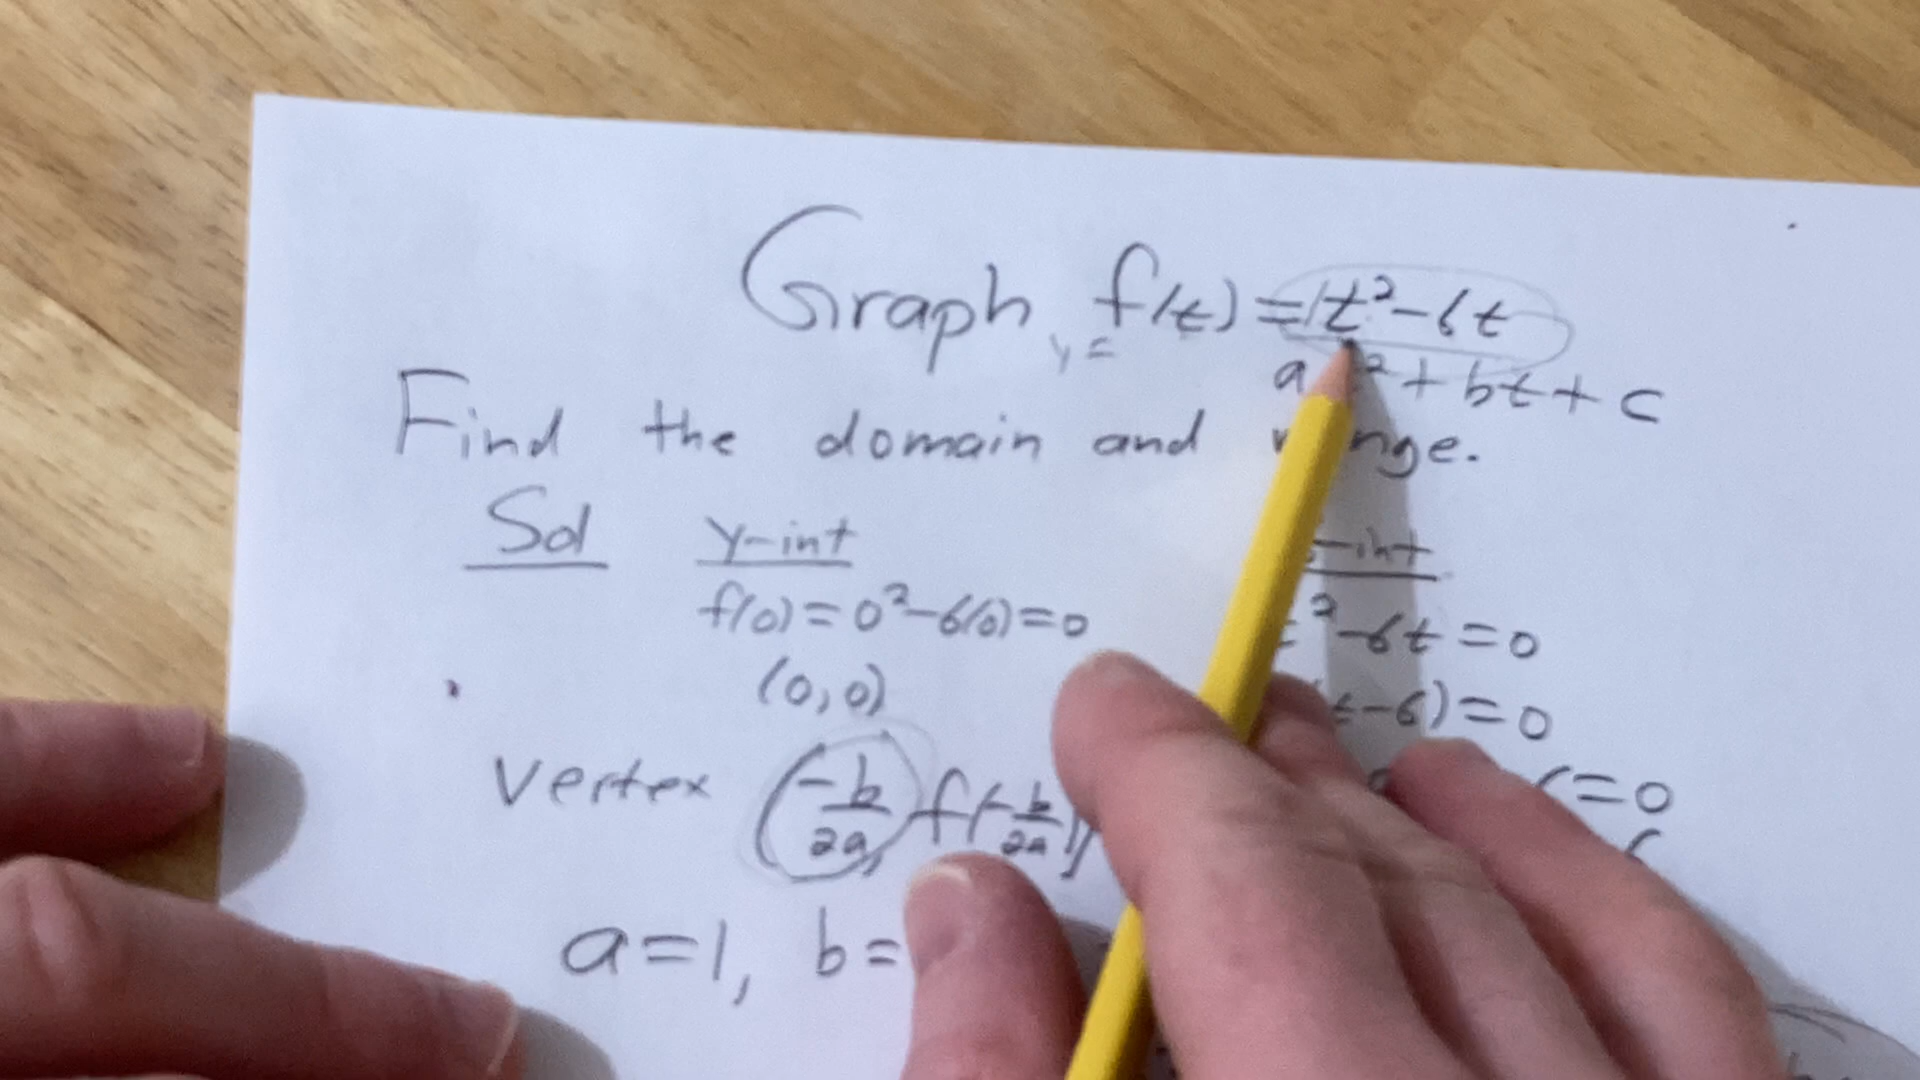 Graph f(t) = 1t² - 6t
y =
a ² + bt + c
Find the domain and
Sol y-int -int
f(0) = 0² - 6(0) = 0
² - 6t = 0
(0, 0)
t - 6) = 0
Vertex (-b/2a, f(-b/2a))
= 0
a = 1, b =